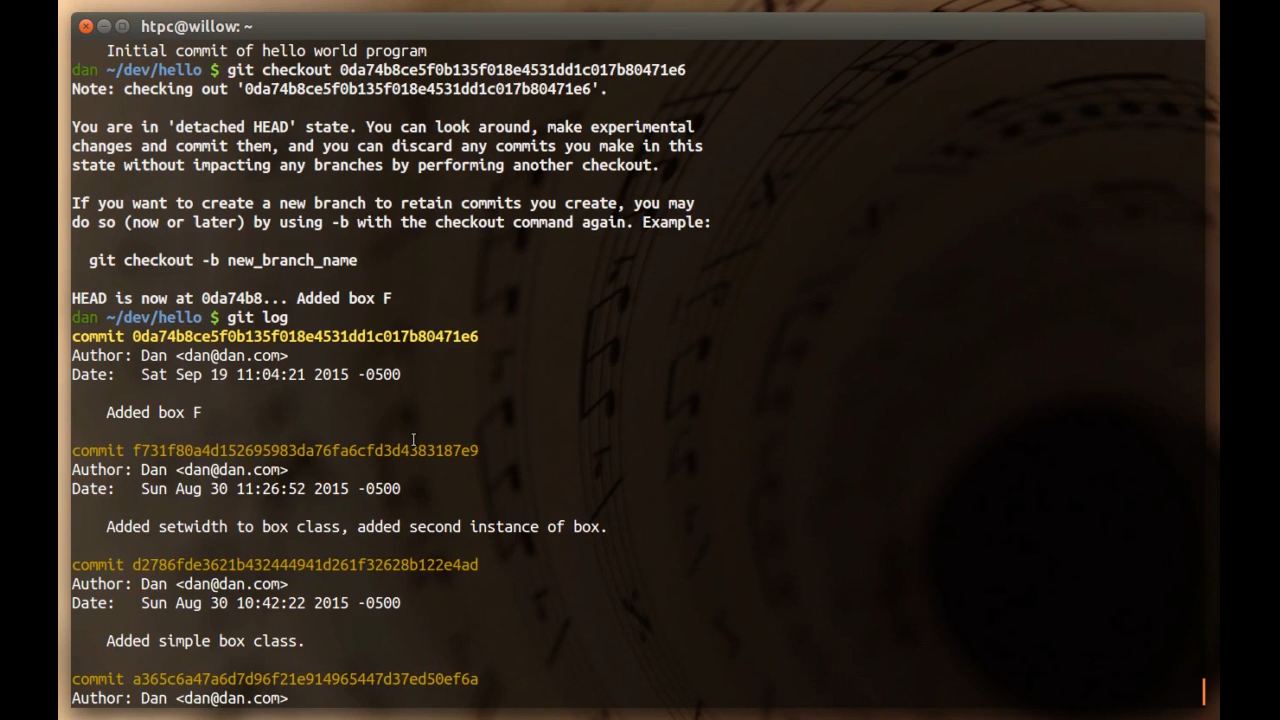 htpc@willow: ~
Initial commit of hello world program
dan ~/dev/hello $ git checkout 0da74b8ce5f0b135f018e4531dd1c017b80471e6
Note: checking out '0da74b8ce5f0b135f018e4531dd1c017b80471e6'.
You are in 'detached HEAD' state. You can look around, make experimental
changes and commit them, and you can discard any commits you make in this
state without impacting any branches by performing another checkout.
If you want to create a new branch to retain commits you create, you may
do so (now or later) by using -b with the checkout command again. Example:
git checkout -b new_branch_name
HEAD is now at 0da74b8... Added box F
dan ~/dev/hello $ git log
commit 0da74b8ce5f0b135f018e4531dd1c017b80471e6
Author: Dan <dan@dan.com>
Date:   Sat Sep 19 11:04:21 2015 -0500
Added box F
commit f731f80a4d152695983da76fa6cfd3d4383187e9
Author: Dan <dan@dan.com>
Date:   Sun Aug 30 11:26:52 2015 -0500
Added setwidth to box class, added second instance of box.
commit d2786fde3621b432444941d261f32628b122e4ad
Author: Dan <dan@dan.com>
Date:   Sun Aug 30 10:42:22 2015 -0500
Added simple box class.
commit a365c6a47a6d7d96f21e914965447d37ed50ef6a
Author: Dan <dan@dan.com>